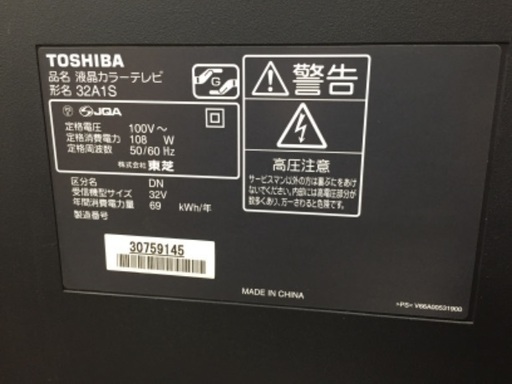 TOSHIBA
品名 液晶カラーテレビ
形名 32A1S
G
JQA
定格電圧 100V～
定格消費電力 108 W
定格周波数 50/60 Hz
株式会社 東芝
区分名 DN
受信機型サイズ 32V
年間消費電力量 69 kWh/年
製造番号
30759145
警告
高圧注意
サービスマン以外の方は裏ぶたをあけ
ないでください。内部には高電圧部分が
数多くあり、万一さわると危険です。
MADE IN CHINA
>PS< V66A00531900